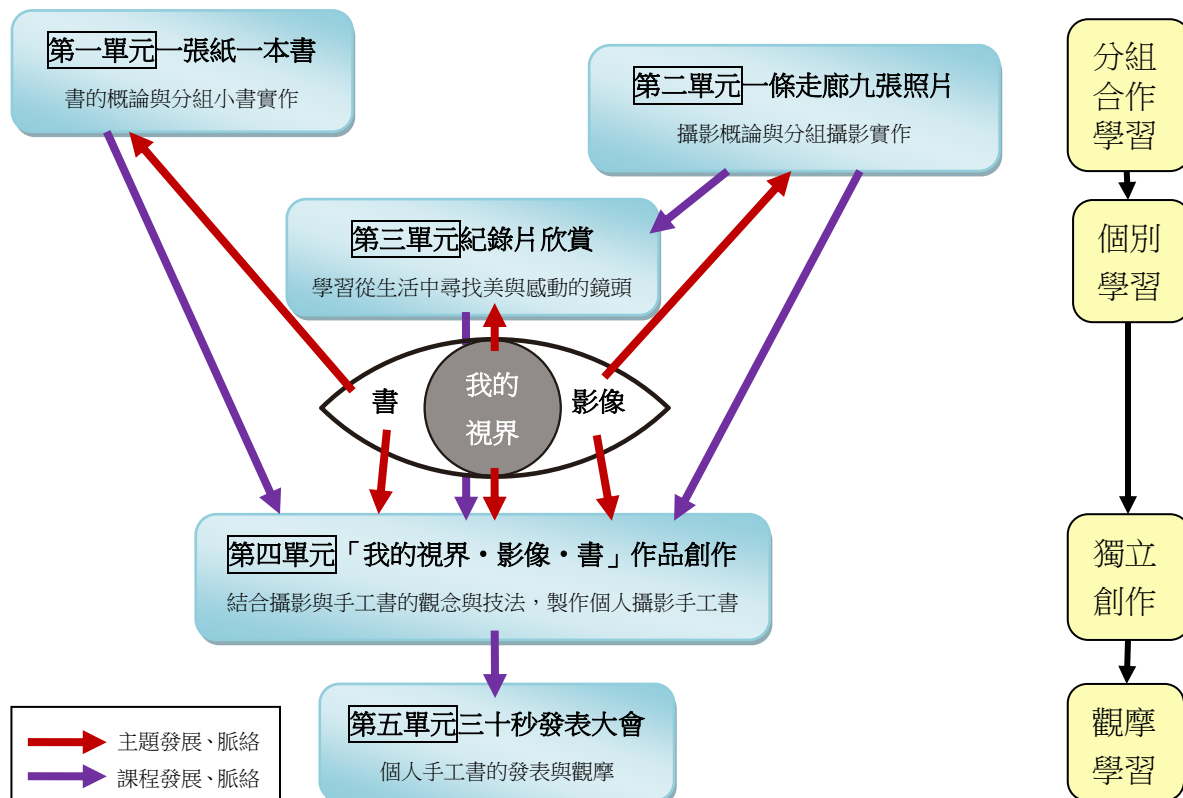 第一單元一張紙一本書
書的概論與分組小書實作
第二單元一條走廊九張照片
攝影概論與分組攝影實作
第三單元紀錄片欣賞
學習從生活中尋找美與感動的鏡頭
書
我的
視界
影像
第四單元「我的視界・影像・書」作品創作
結合攝影與手工書的觀念與技法，製作個人攝影手工書
第五單元三十秒發表大會
個人手工書的發表與觀摩
主題發展、脈絡
課程發展、脈絡
分組
合作
學習
個別
學習
獨立
創作
觀摩
學習